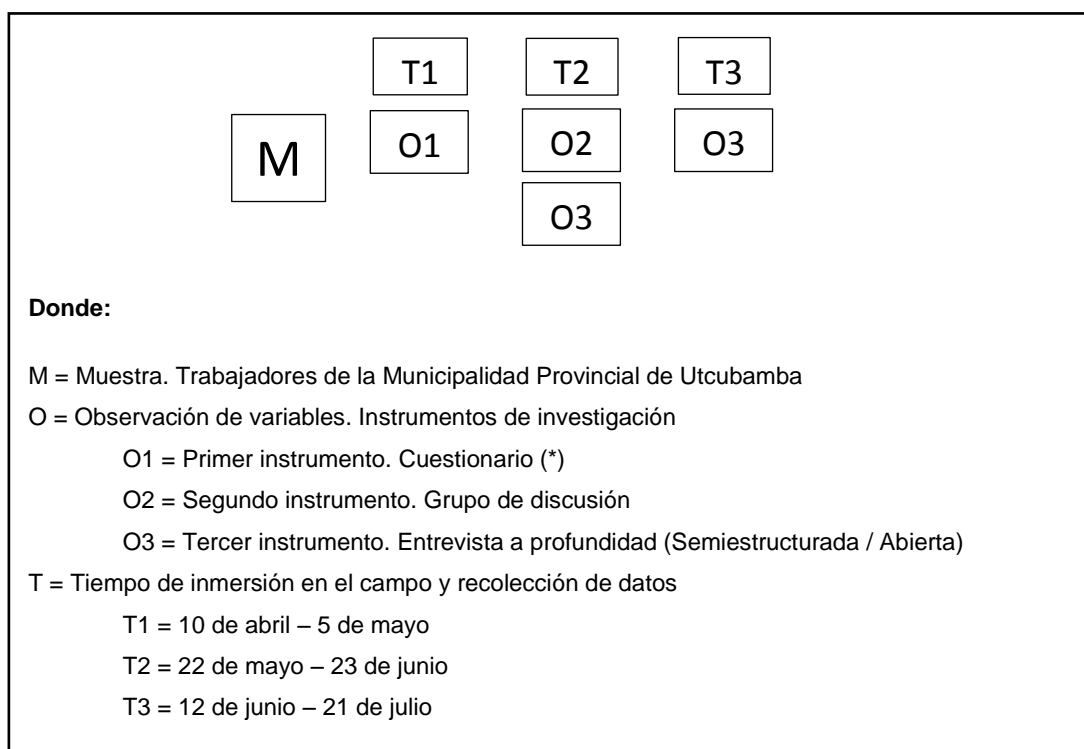 T1 T2 T3
M O1 O2 O3
O3
Donde:
M = Muestra. Trabajadores de la Municipalidad Provincial de Utcubamba
O = Observación de variables. Instrumentos de investigación
O1 = Primer instrumento. Cuestionario (*)
O2 = Segundo instrumento. Grupo de discusión
O3 = Tercer instrumento. Entrevista a profundidad (Semiestructurada / Abierta)
T = Tiempo de inmersión en el campo y recolección de datos
T1 = 10 de abril – 5 de mayo
T2 = 22 de mayo – 23 de junio
T3 = 12 de junio – 21 de julio